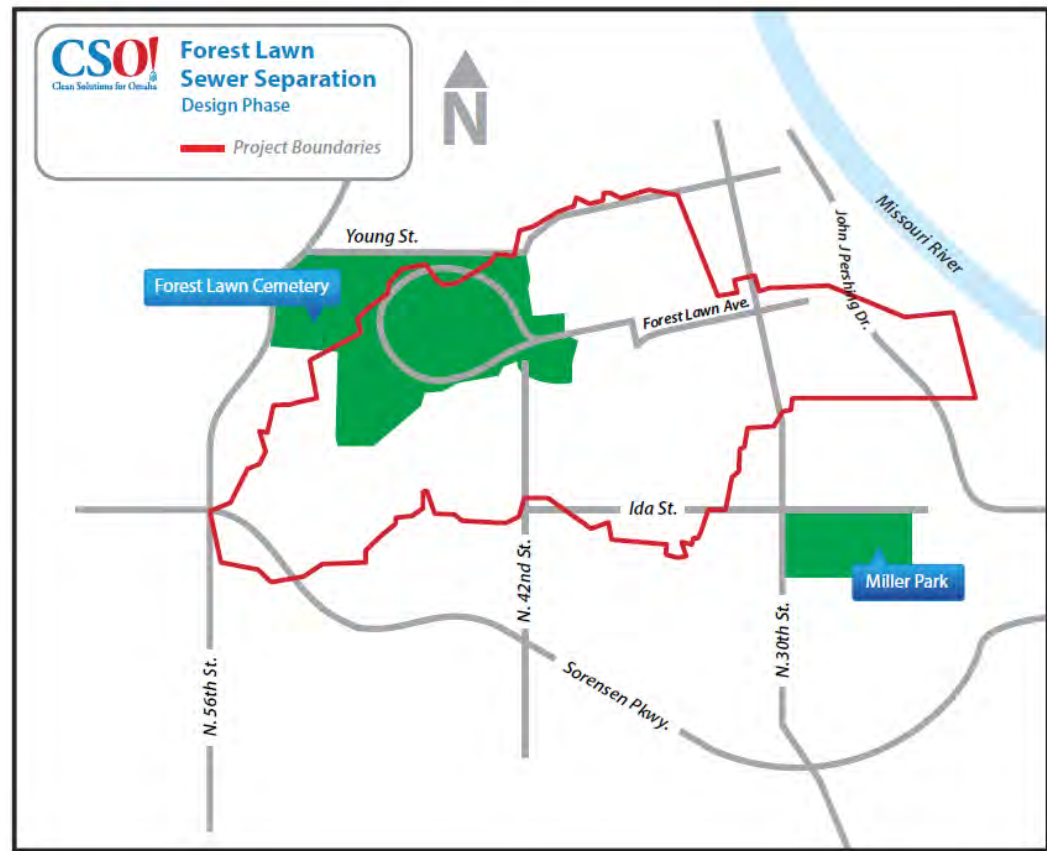 CSO!
Clean Solutions for Omaha
Forest Lawn
Sewer Separation
Design Phase
Project Boundaries
N
Young St.
Forest Lawn Cemetery
Forest Lawn Ave.
John J Pershing Dr.
Missouri River
Ida St.
N. 42nd St.
Miller Park
N. 56th St.
N.30th St.
Sorensen Pkwy.